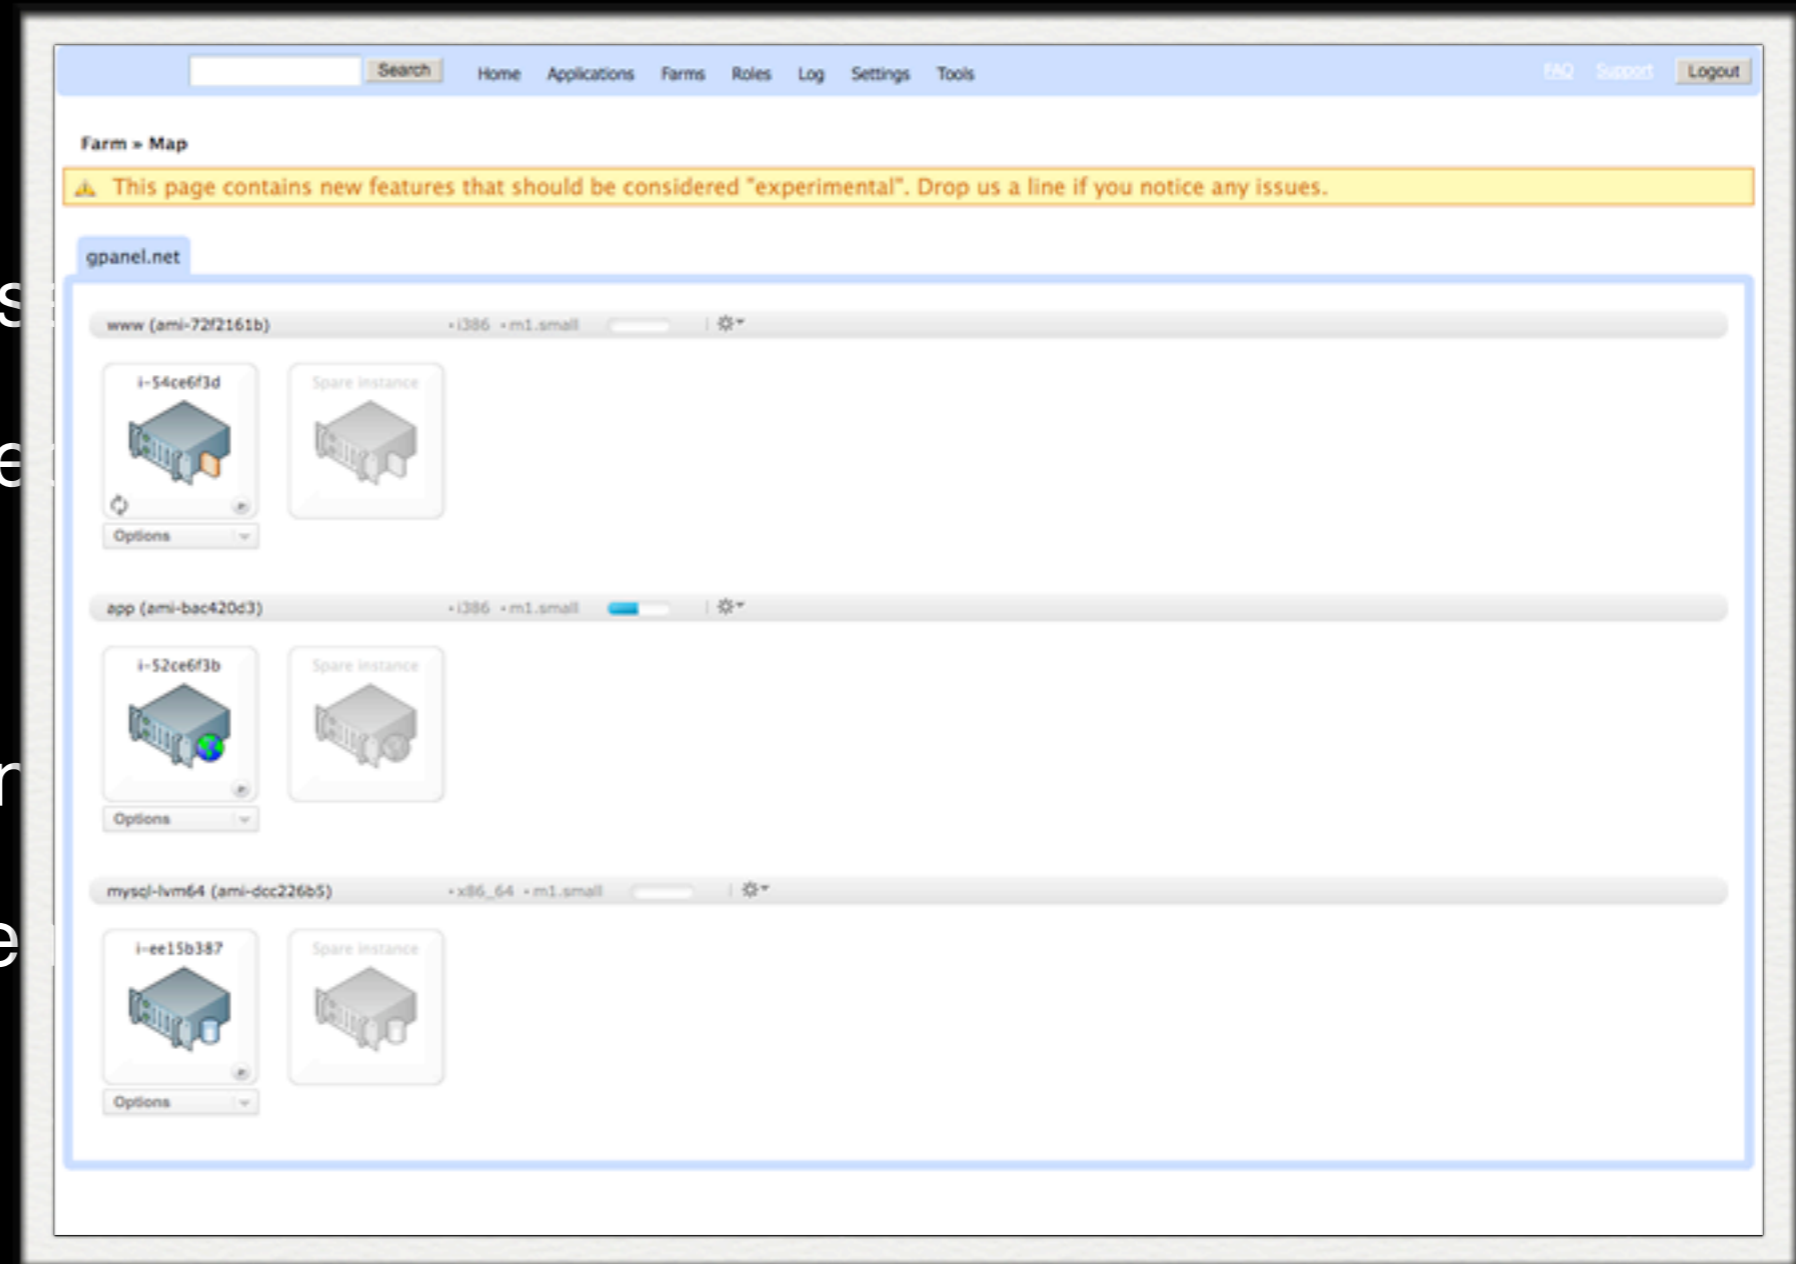 Search Home Applications Farms Roles Log Settings Tools FAQ Support Logout
Farm » Map
This page contains new features that should be considered "experimental". Drop us a line if you notice any issues.
gpanel.net
www (ami-72f2161b) •i386 •m1.small
i-54ce6f3d Spare instance
Options
app (ami-bac420d3) •i386 •m1.small
i-52ce6f3b Spare instance
Options
mysql-lvm64 (ami-dcc226b5) •x86_64 •m1.small
i-ee15b387 Spare instance
Options